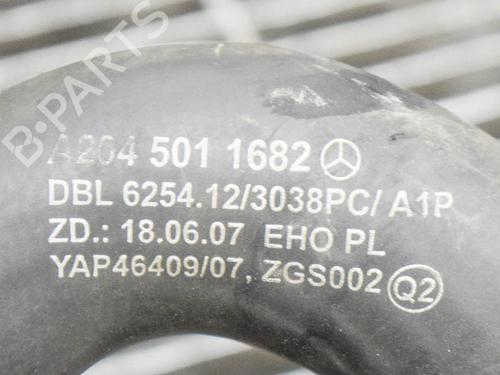 B-PARTS
A204 501 1682
DBL 6254.12/3038PC/ A1P
ZD.: 18.06.07 EHO PL
YAP46409/07, ZGS002 Q2